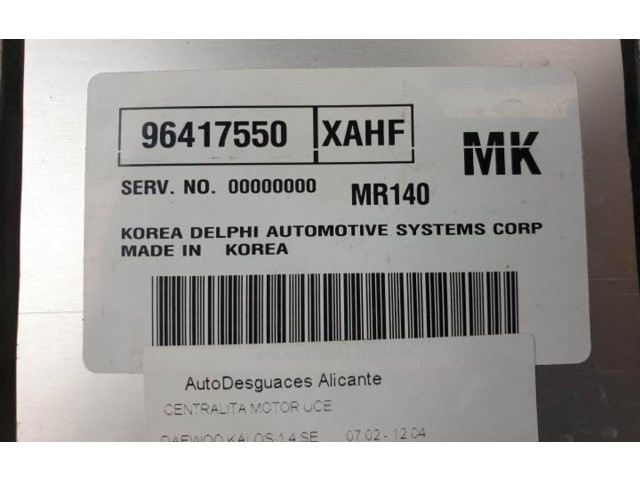 96417550 XAHF MK
SERV. NO. 00000000 MR140
KOREA DELPHI AUTOMOTIVE SYSTEMS CORP
MADE IN KOREA
AutoDesguaces Alicante
CENTRALITA MOTOR UCE
DAEWOO KALOS 1.4 SE 07.02 - 12.04